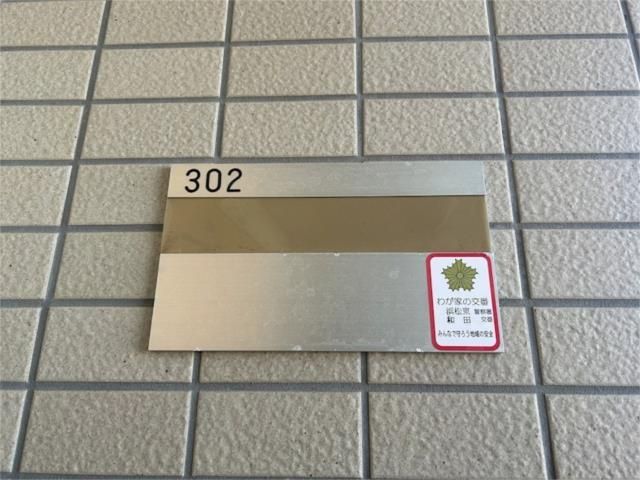 302
わが家の交番
浜松東 警察署
和田 交番
みんなで守ろう地域の安全